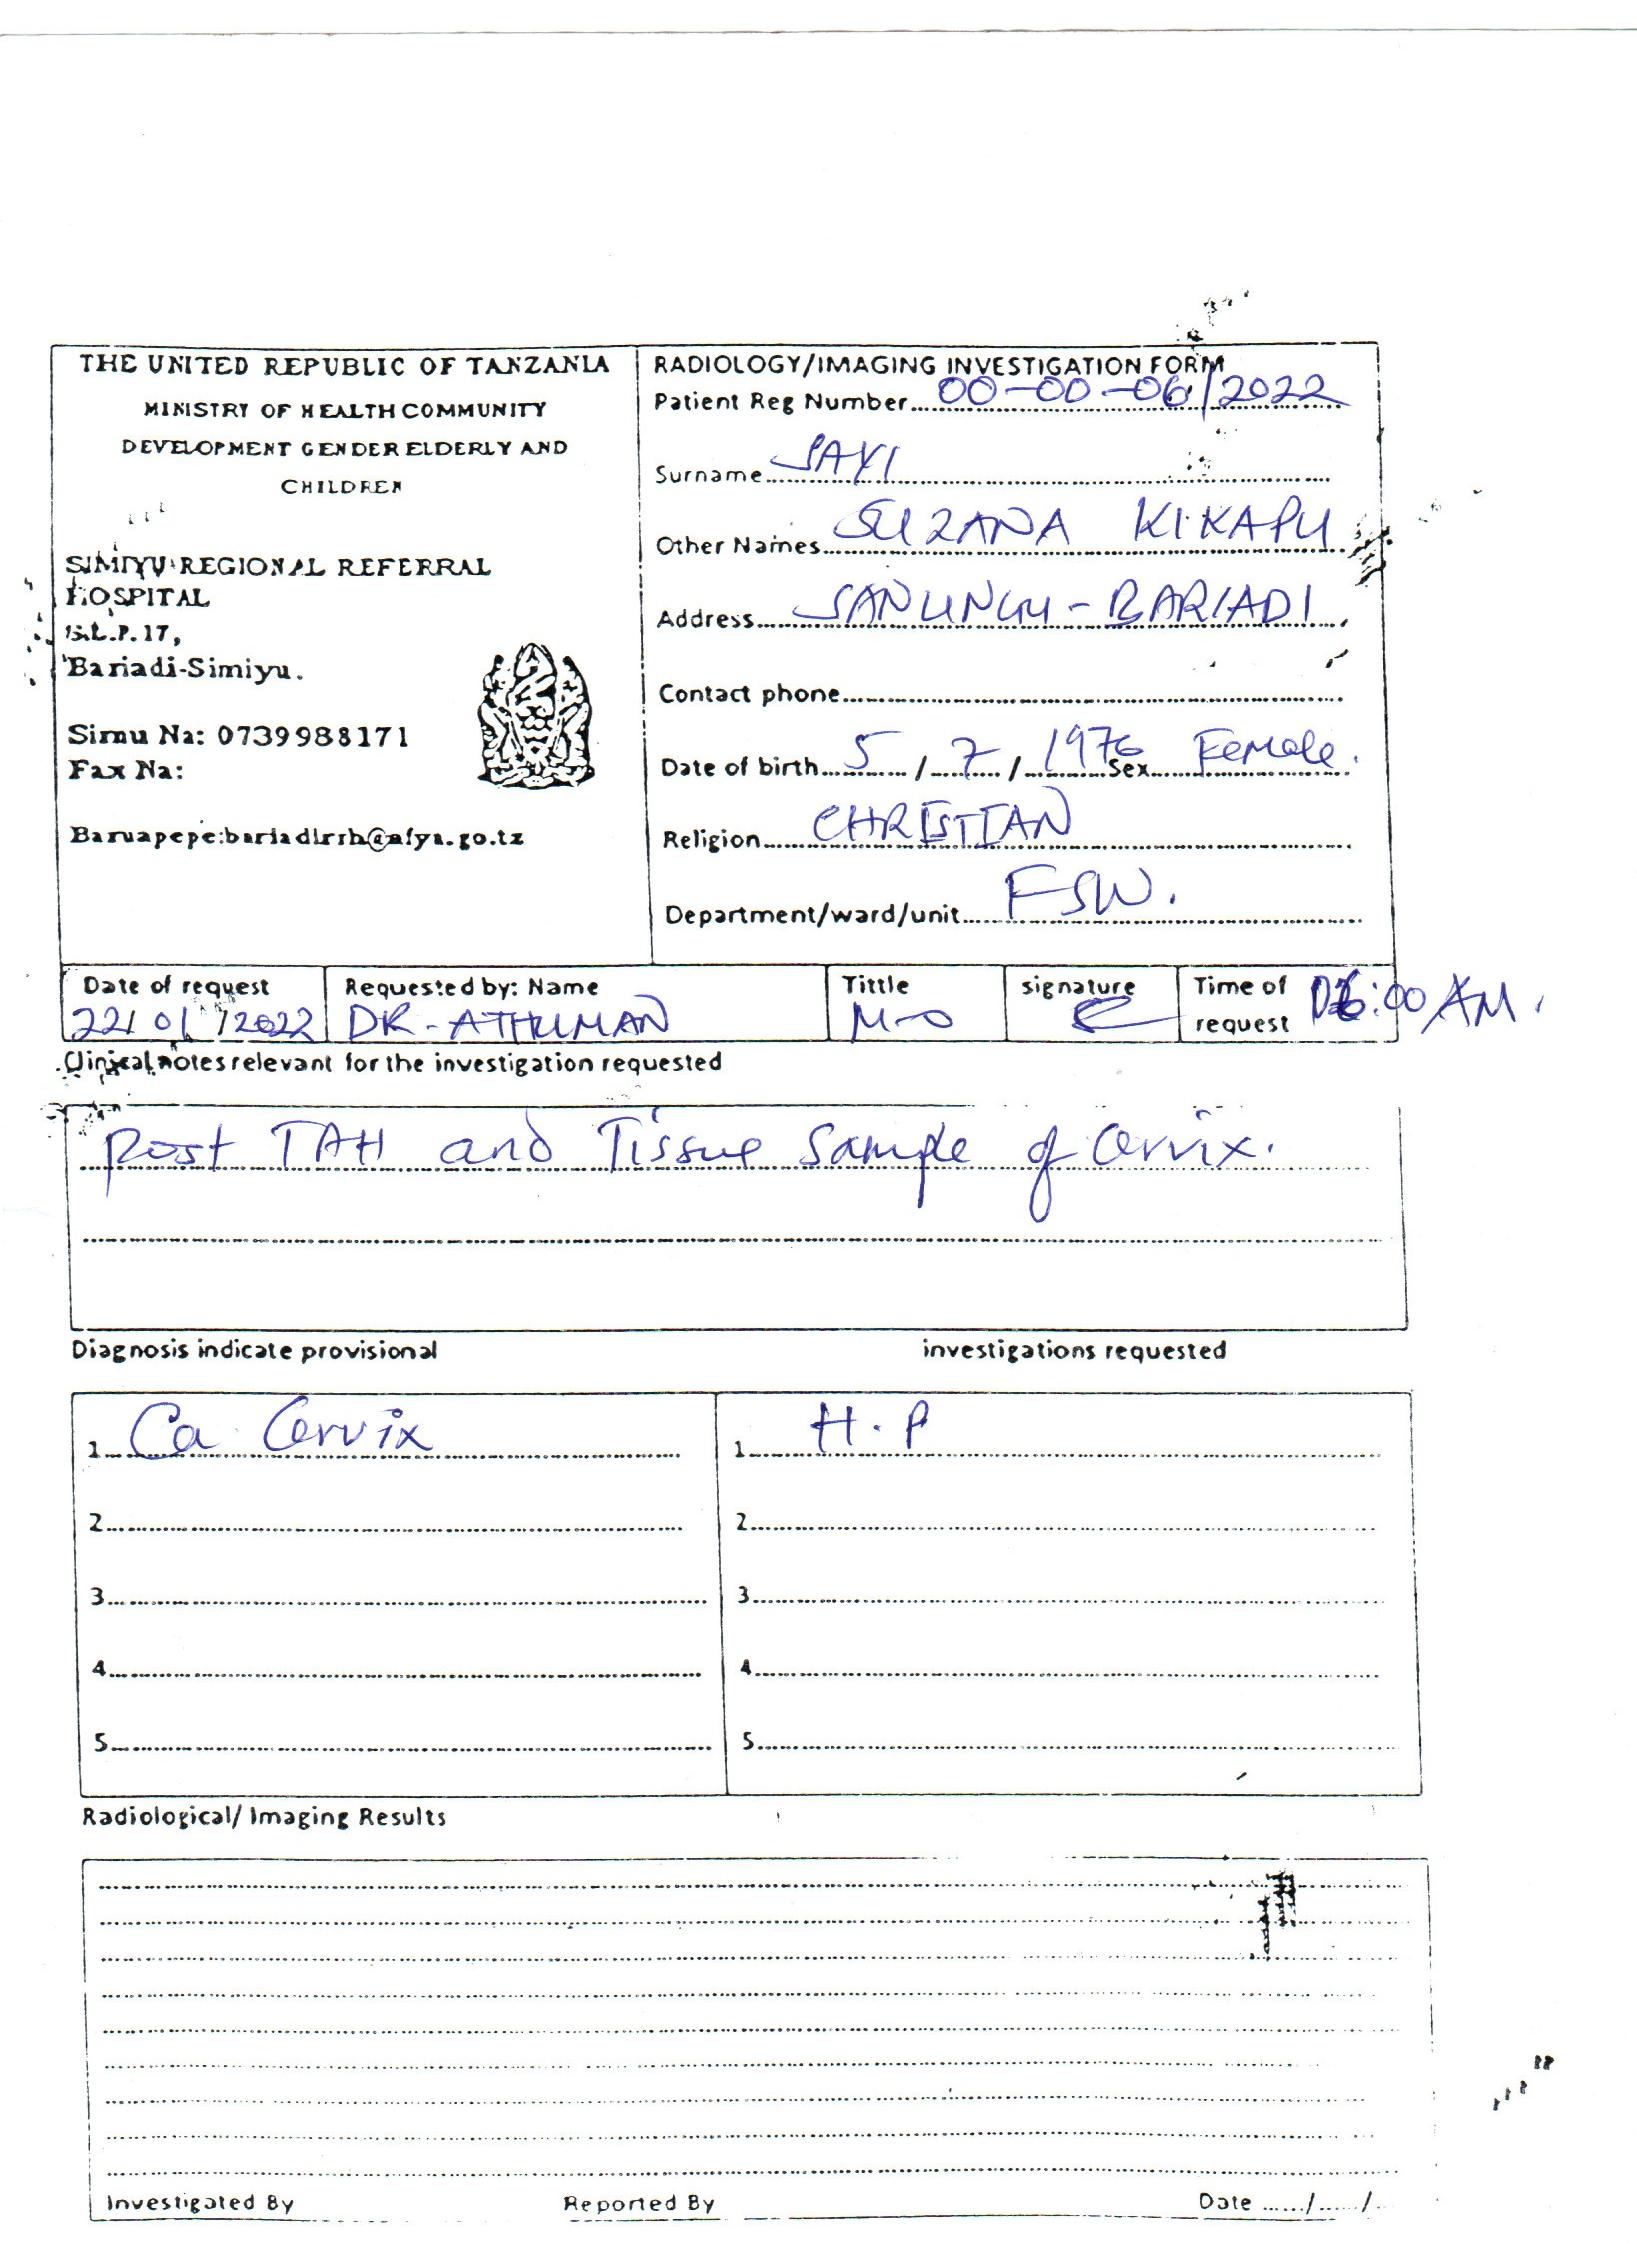 THE UNITED REPUBLIC OF TANZANIA
MINISTRY OF HEALTH COMMUNITY
DEVELOPMENT GENDER ELDERLY AND
CHILDREN
SIMIYU REGIONAL REFERRAL
HOSPITAL
S.L.P. 17,
Bariadi-Simiyu.
Simu Na: 0739988171
Fax Na:
Baruapepe:bariadirrh@afya.go.tz
RADIOLOGY/IMAGING INVESTIGATION FORM
Patient Reg Number 00-00-06/2022
Surname SAYI
Other Names SUZANA KIKAPU
Address SANUNGU - BARIADI
Contact phone
Date of birth 5 / 7 / 1976 Sex Female.
Religion CHRISTIAN
Department/ward/unit FSW.
Date of request 22/01/2022
Requested by: Name DR - ATHUMAN
Tittle M-O
signature
Time of request :00 AM.
Clinical notes relevant for the investigation requested
Post TAH and Tissue Sample of Cervix.
Diagnosis indicate provisional investigations requested
1 Ca Cervix 1 H.P
2 2
3 3
4 4
5 5
Radiological/ Imaging Results
Investigated By Reported By Date ....../....../